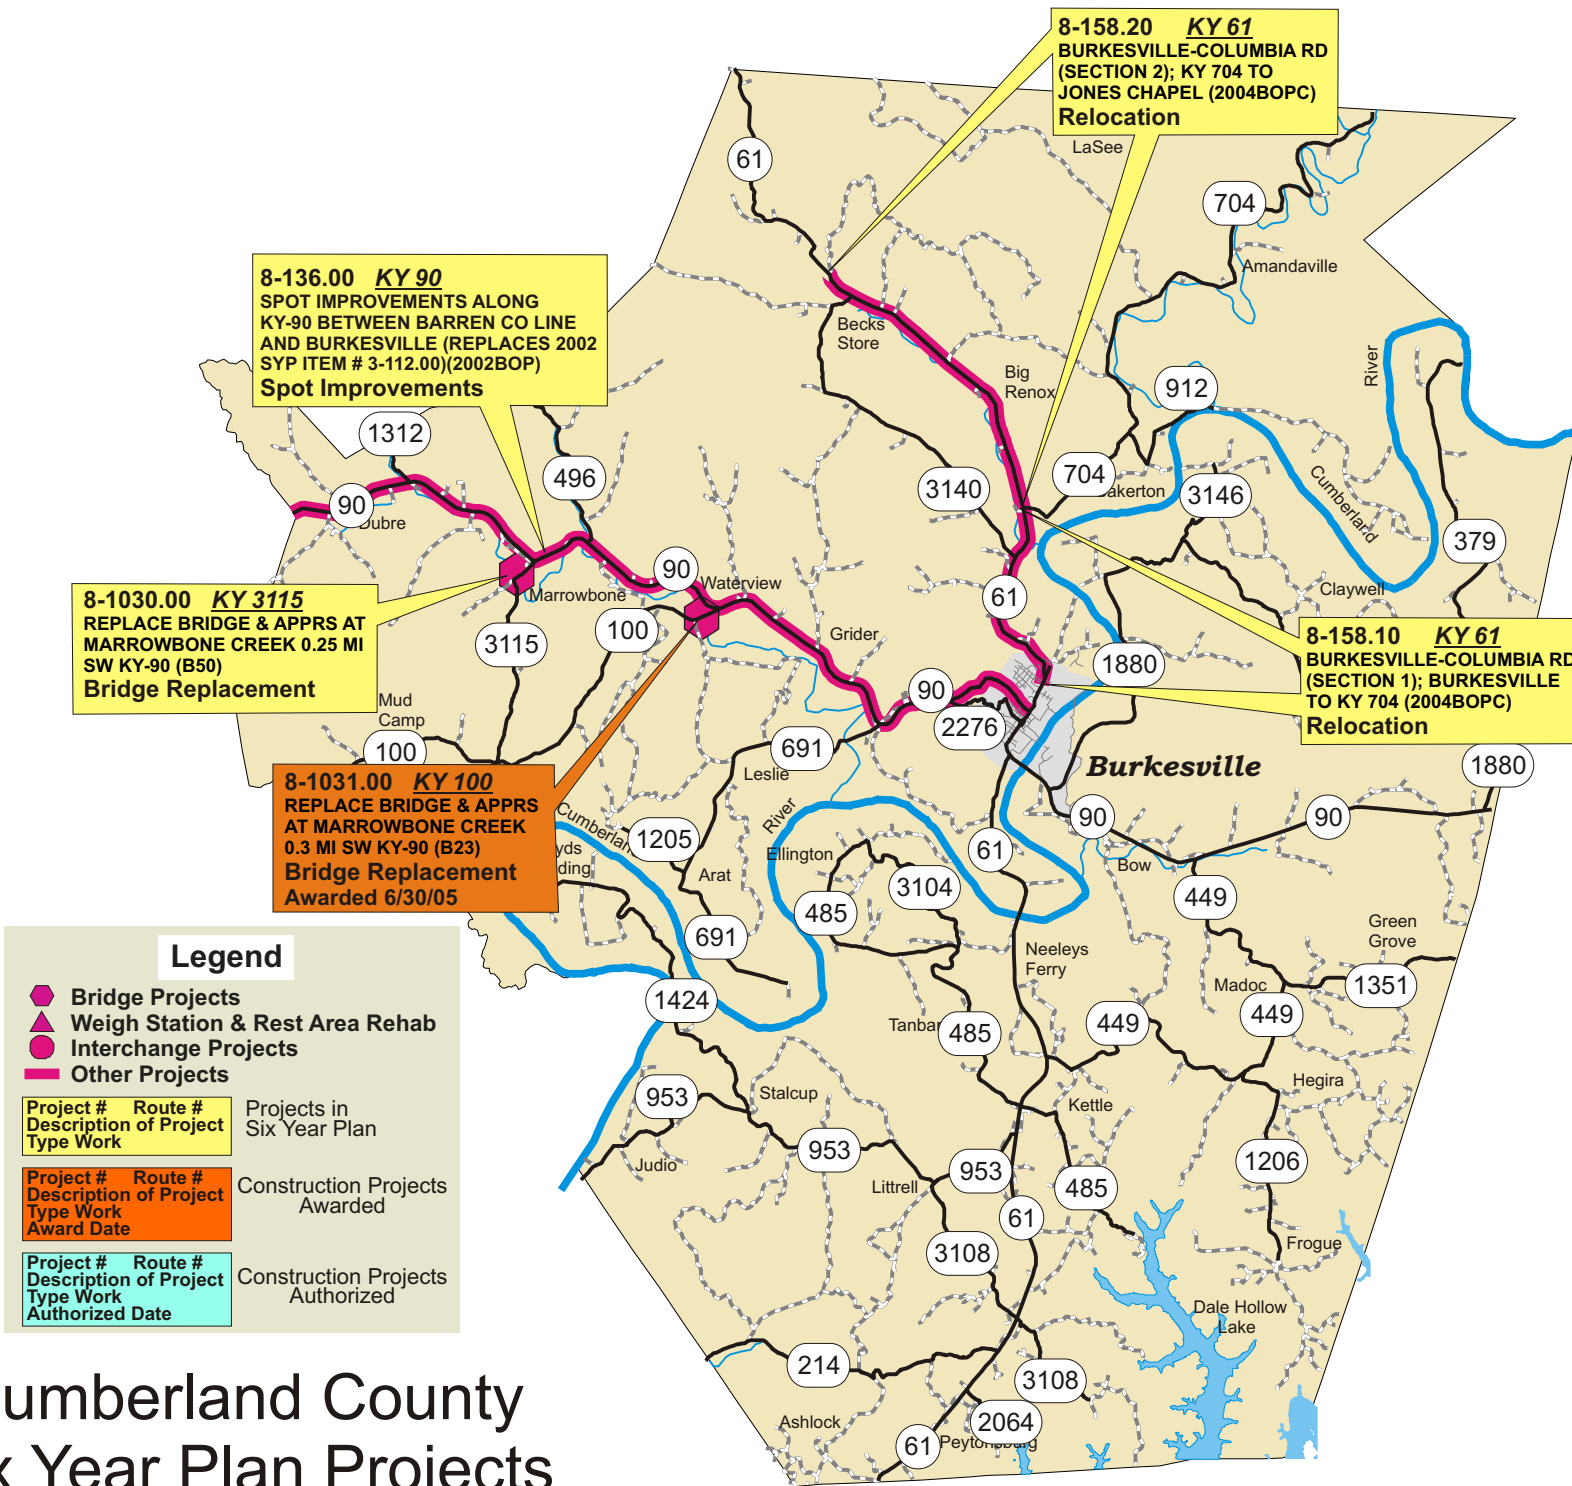 8-158.20 KY 61
BURKESVILLE-COLUMBIA RD
(SECTION 2); KY 704 TO
JONES CHAPEL (2004BOPC)
Relocation
LaSee
61
704
Amandaville
8-136.00 KY 90
SPOT IMPROVEMENTS ALONG
KY-90 BETWEEN BARREN CO LINE
AND BURKESVILLE (REPLACES 2002
SYP ITEM # 3-112.00)(2002BOP)
Spot Improvements
Becks
Store
Big
Renox
River
912
1312
496
3140
704
akerton
3146
Cumberland
90
Dubre
379
90
Waterview
Claywell
Marrowbone
61
8-1030.00 KY 3115
REPLACE BRIDGE & APPRS AT
MARROWBONE CREEK 0.25 MI
SW KY-90 (B50)
Bridge Replacement
3115
100
Grider
1880
8-158.10 KY 61
BURKESVILLE-COLUMBIA RD
(SECTION 1); BURKESVILLE
TO KY 704 (2004BOPC)
Relocation
90
2276
Mud
Camp
100
691
Leslie
Burkesville
1880
8-1031.00 KY 100
REPLACE BRIDGE & APPRS
AT MARROWBONE CREEK
0.3 MI SW KY-90 (B23)
Bridge Replacement
Awarded 6/30/05
Cumberlan
River
90
90
yds
ding
1205
Ellington
61
Bow
Arat
3104
449
485
691
Green
Grove
Neeleys
Ferry
Madoc
1351
1424
Tanba
485
449
449
Legend
Bridge Projects
Weigh Station & Rest Area Rehab
Interchange Projects
Other Projects
Project # Route #
Description of Project
Type Work
Projects in
Six Year Plan
Project # Route #
Description of Project
Type Work
Award Date
Construction Projects
Awarded
Project # Route #
Description of Project
Type Work
Authorized Date
Construction Projects
Authorized
953
Stalcup
Kettle
Hegira
953
Judio
Littrell
953
485
1206
61
3108
Frogue
Dale Hollow
Lake
214
3108
Ashlock
2064
61
Peytonsburg
umberland County
x Year Plan Projects